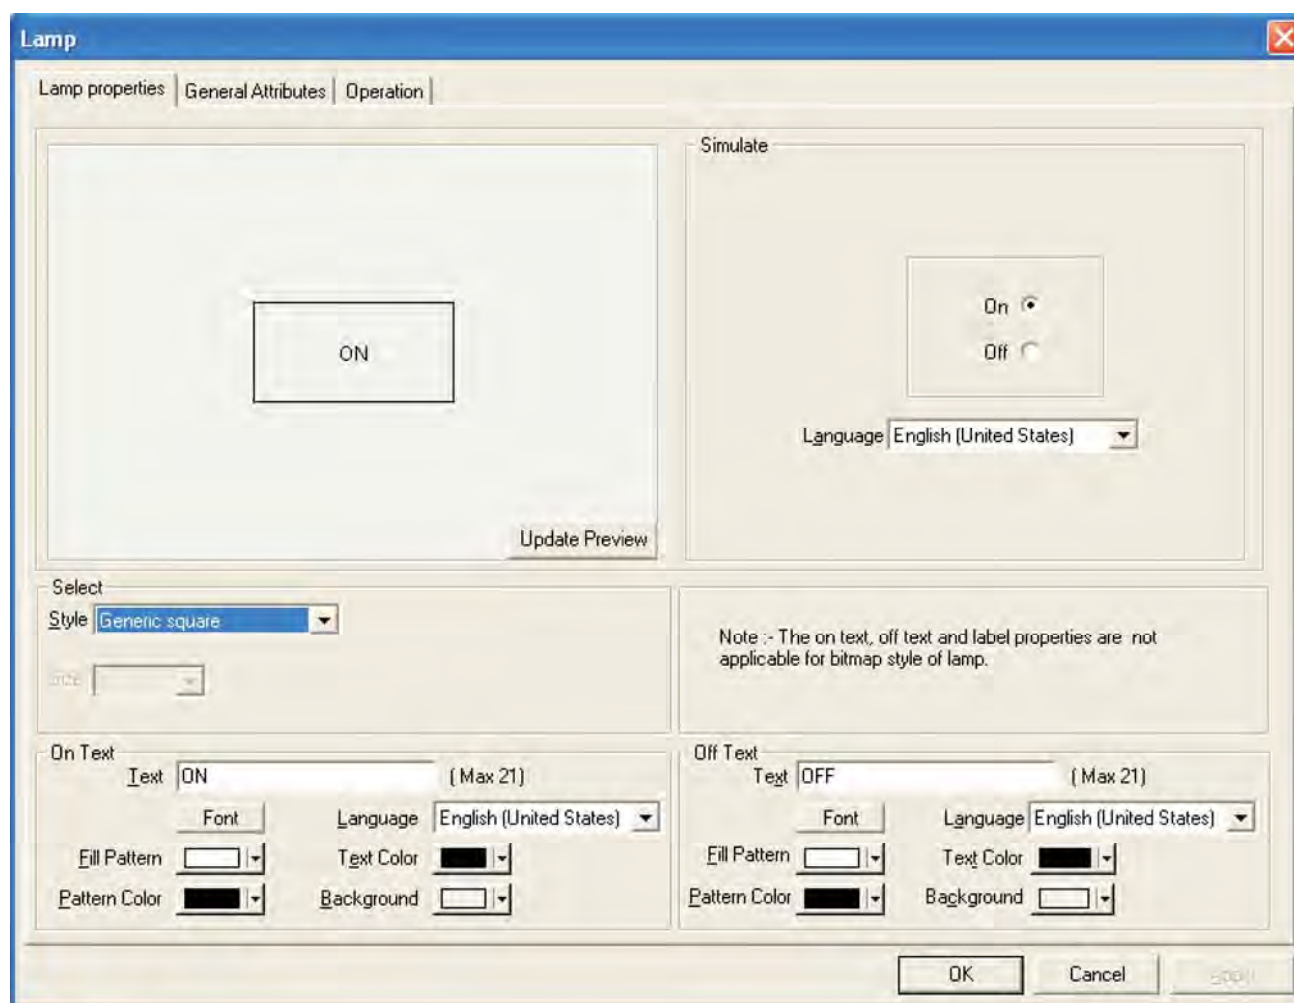 Lamp
Lamp properties General Attributes Operation
Simulate
ON
On
Off
Language English (United States)
Update Preview
Select
Style Generic square
Size
Note :- The on text, off text and label properties are not
applicable for bitmap style of lamp.
On Text
Text ON (Max 21)
Font Language English (United States)
Fill Pattern Text Color
Pattern Color Background
Off Text
Text OFF (Max 21)
Font Language English (United States)
Fill Pattern Text Color
Pattern Color Background
OK Cancel Apply